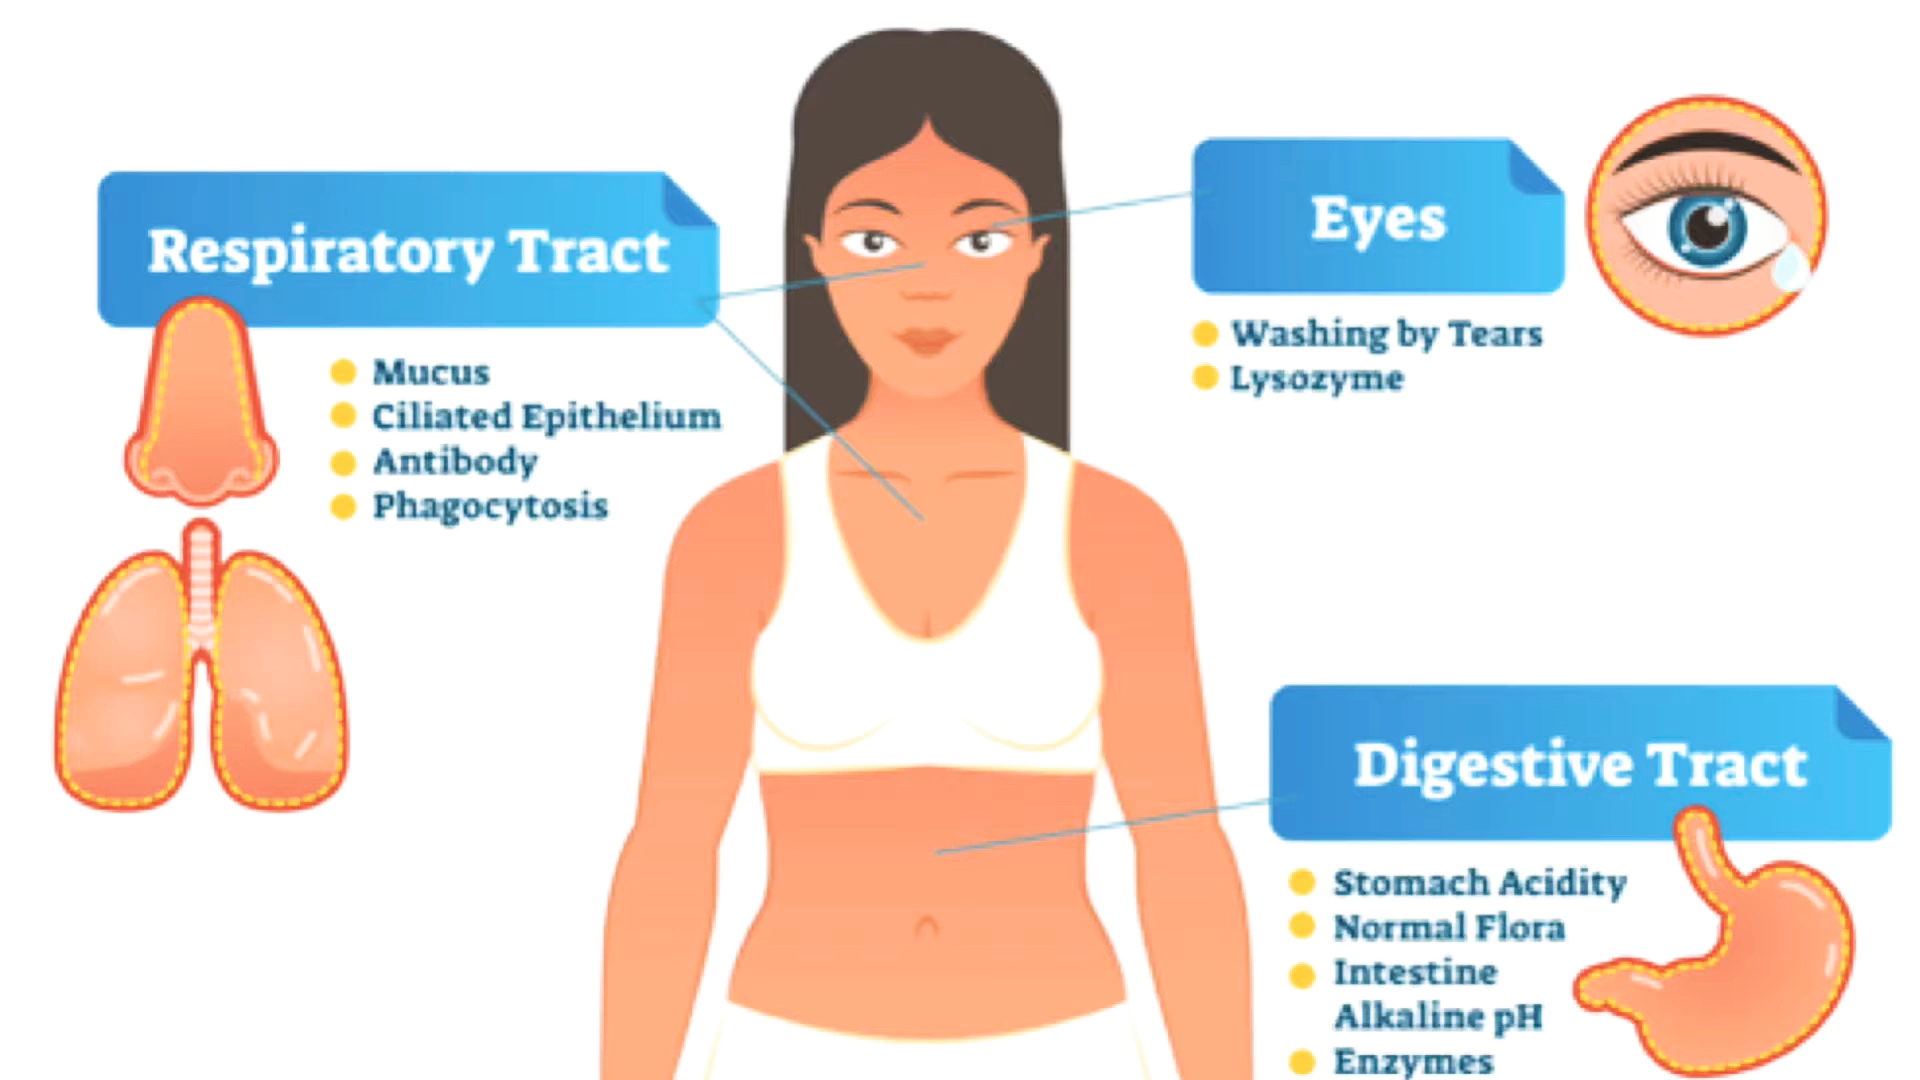 Respiratory Tract
Mucus
Ciliated Epithelium
Antibody
Phagocytosis
Eyes
Washing by Tears
Lysozyme
Digestive Tract
Stomach Acidity
Normal Flora
Intestine
Alkaline pH
Enzymes